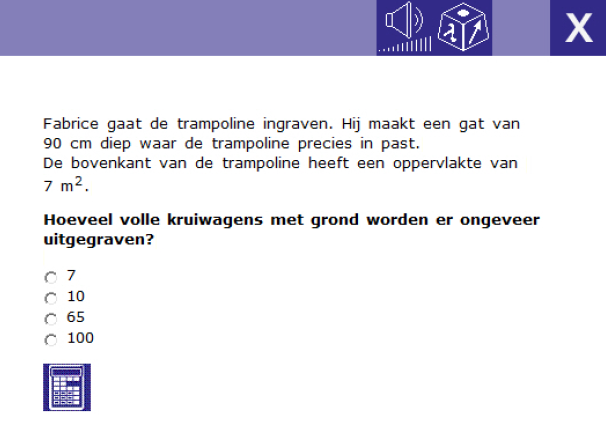 X
Fabrice gaat de trampoline ingraven. Hij maakt een gat van
90 cm diep waar de trampoline precies in past.
De bovenkant van de trampoline heeft een oppervlakte van
7 m².
Hoeveel volle kruiwagens met grond worden er ongeveer
uitgegraven?
7
10
65
100